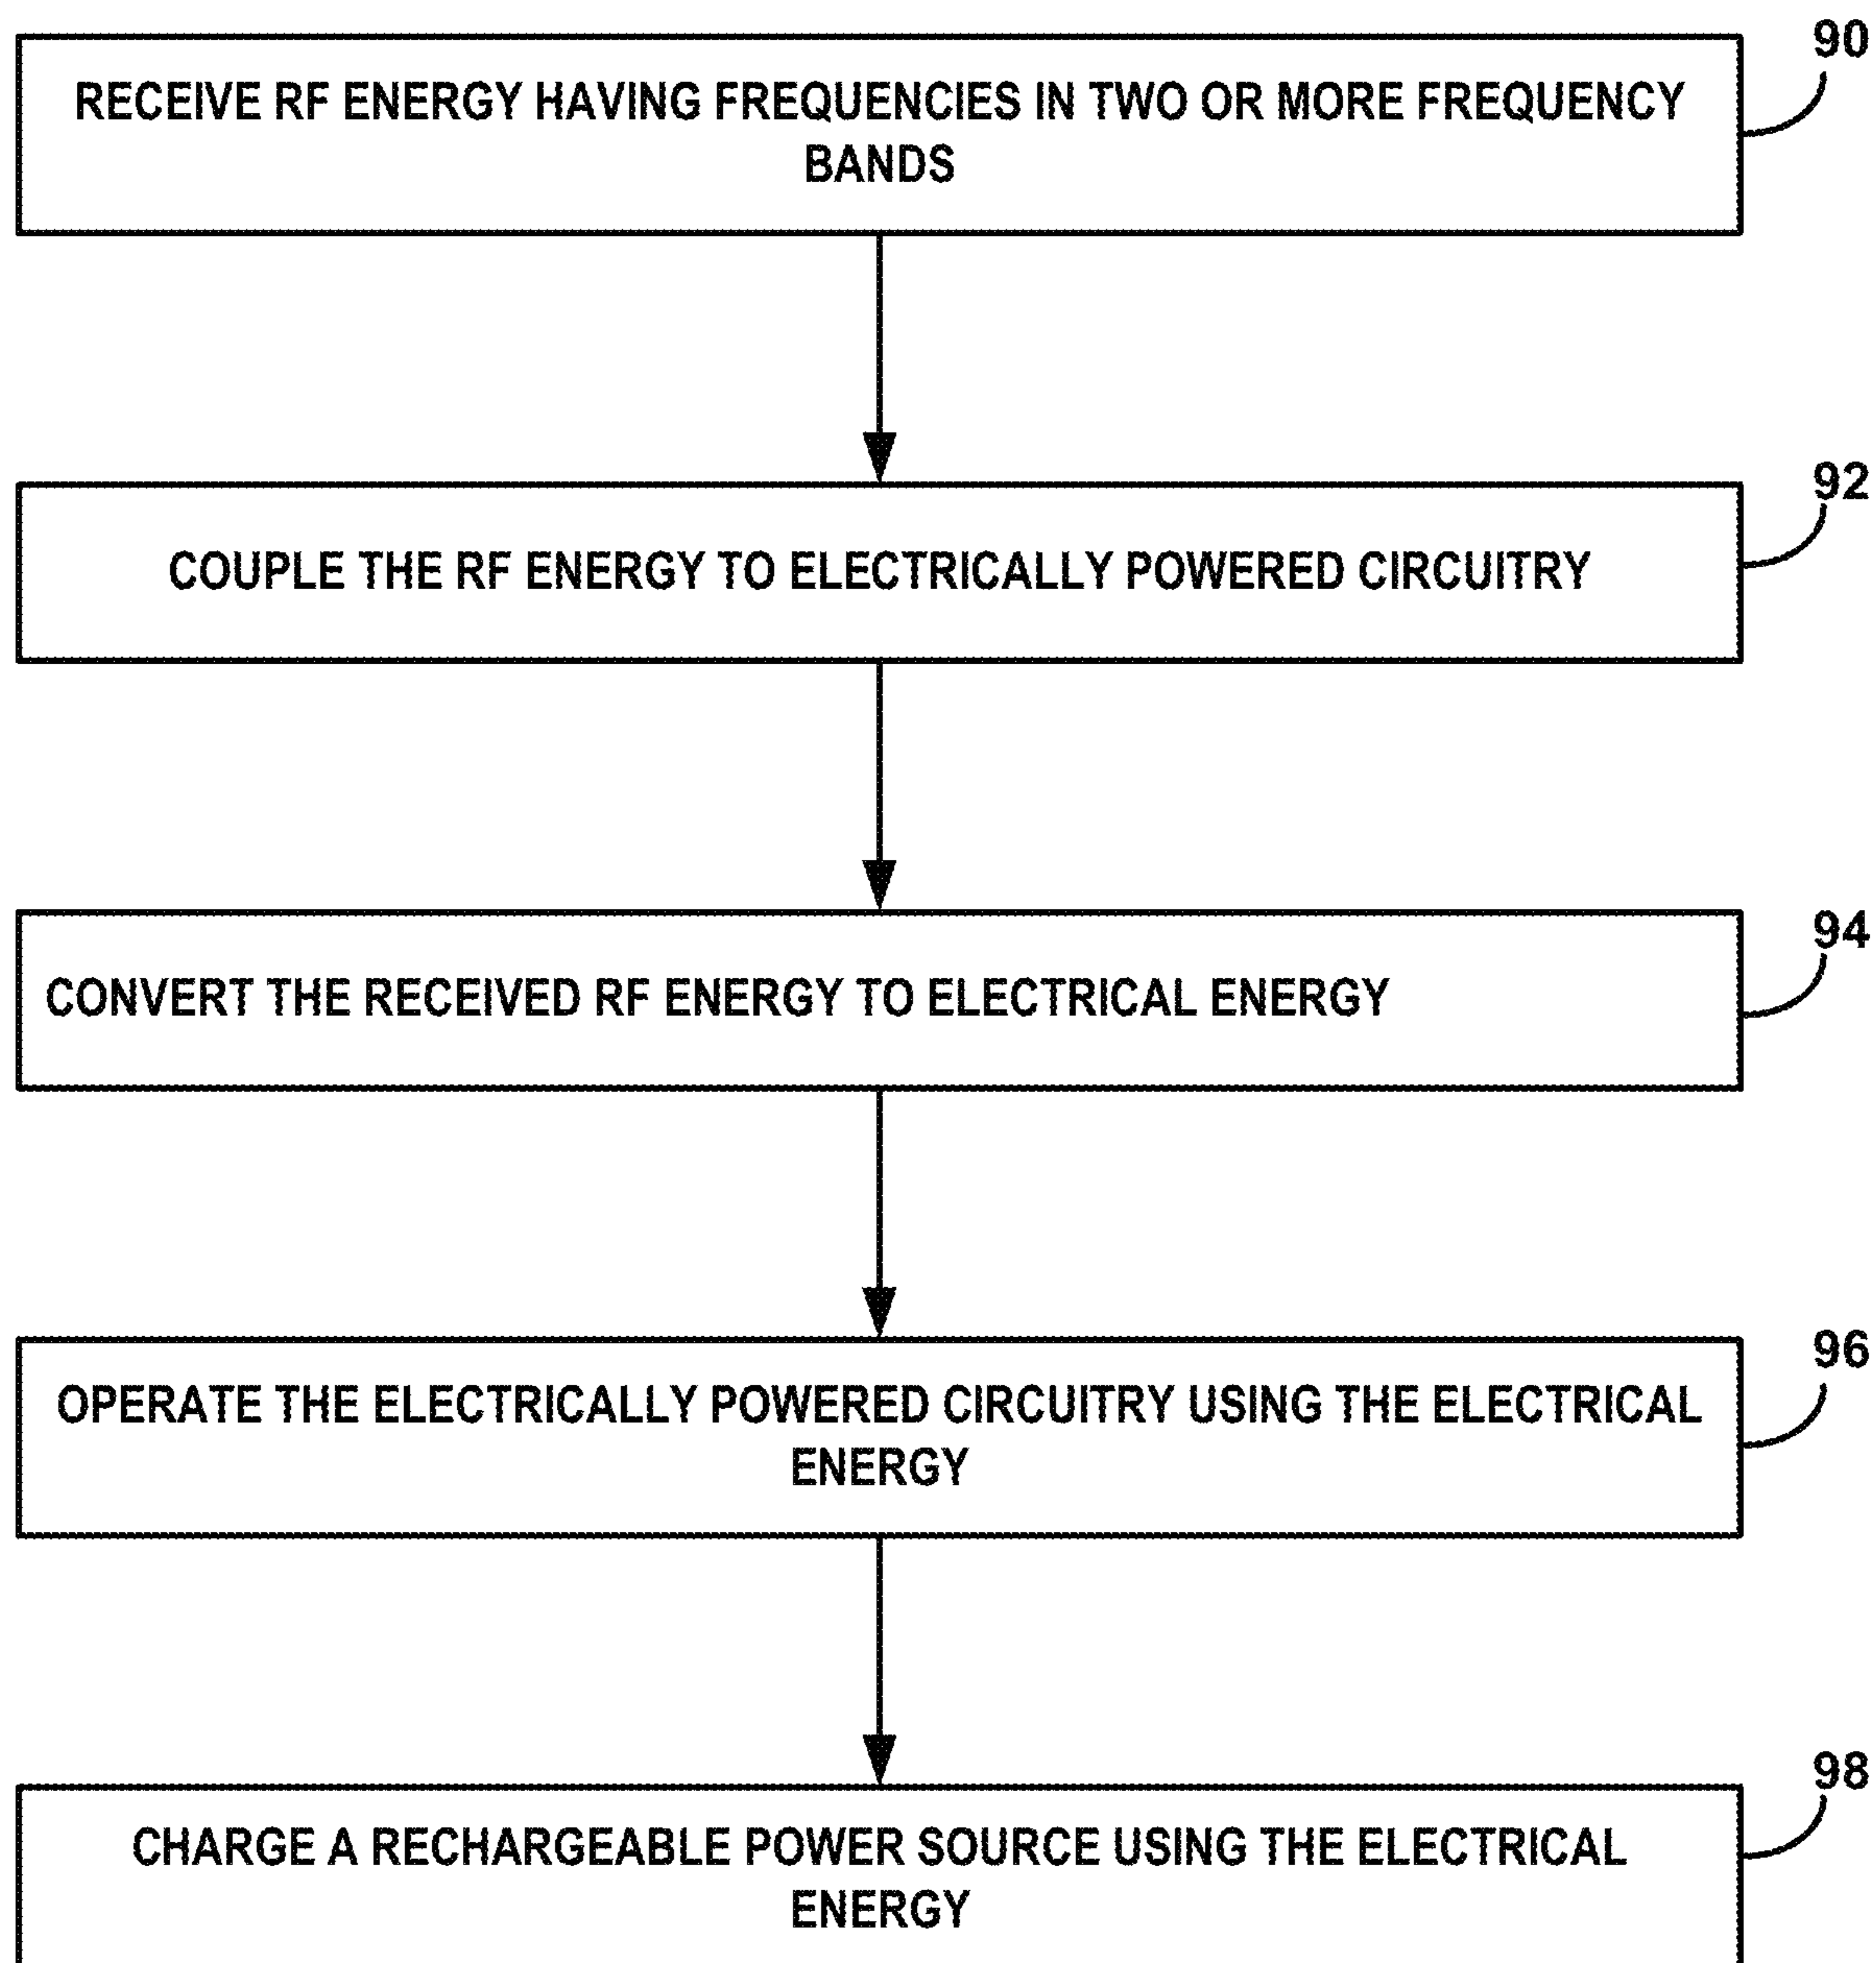 90
RECEIVE RF ENERGY HAVING FREQUENCIES IN TWO OR MORE FREQUENCY
BANDS
92
COUPLE THE RF ENERGY TO ELECTRICALLY POWERED CIRCUITRY
94
CONVERT THE RECEIVED RF ENERGY TO ELECTRICAL ENERGY
96
OPERATE THE ELECTRICALLY POWERED CIRCUITRY USING THE ELECTRICAL
ENERGY
98
CHARGE A RECHARGEABLE POWER SOURCE USING THE ELECTRICAL
ENERGY